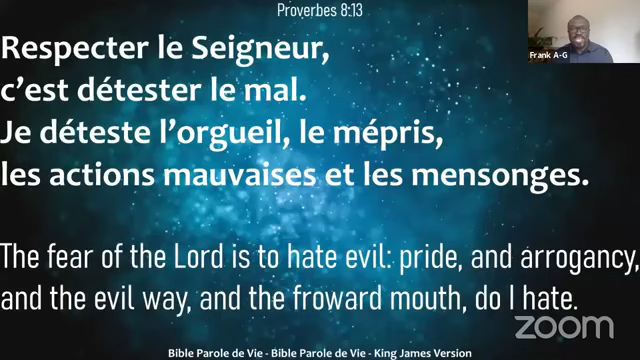 Proverbes 8:13
Frank A-G
Respecter le Seigneur,
c’est détester le mal.
Je déteste l’orgueil, le mépris,
les actions mauvaises et les mensonges.
The fear of the Lord is to hate evil: pride, and arrogancy,
and the evil way, and the froward mouth, do I hate.
zoom
Bible Parole de Vie - Bible Parole de Vie - King James Version